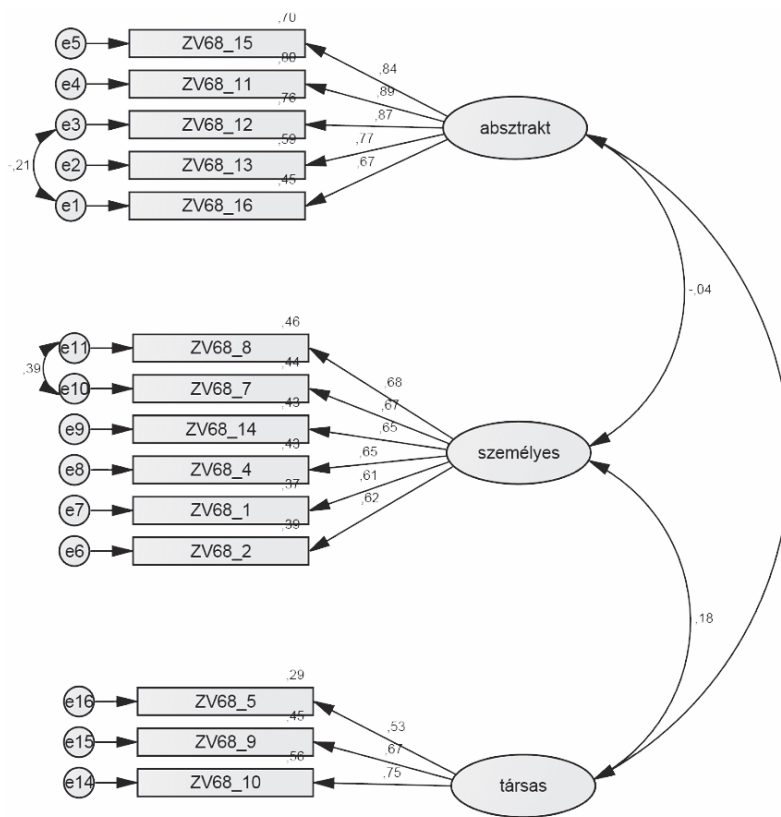 ,70
e5 ZV68_15
,84
,80
e4 ZV68_11
,89
,76
e3 ZV68_12
,87
absztrakt
,59
e2 ZV68_13
,77
-,21
,45
e1 ZV68_16
,67
-,04
,46
e11 ZV68_8
,68
,39
,44
e10 ZV68_7
,67
,43
e9 ZV68_14
,65
személyes
,43
e8 ZV68_4
,65
,37
e7 ZV68_1
,61
,39
e6 ZV68_2
,62
,18
,29
e16 ZV68_5
,53
,45
e15 ZV68_9
,67
,56
e14 ZV68_10
,75
társas